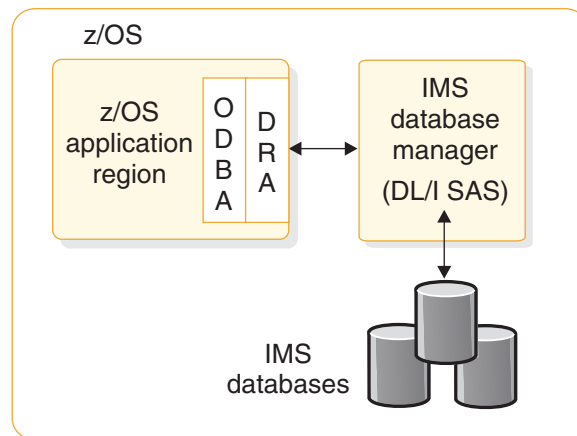 z/OS
z/OS
application
region
O
D
B
A
D
R
A
IMS
database
manager
(DL/I SAS)
IMS
databases